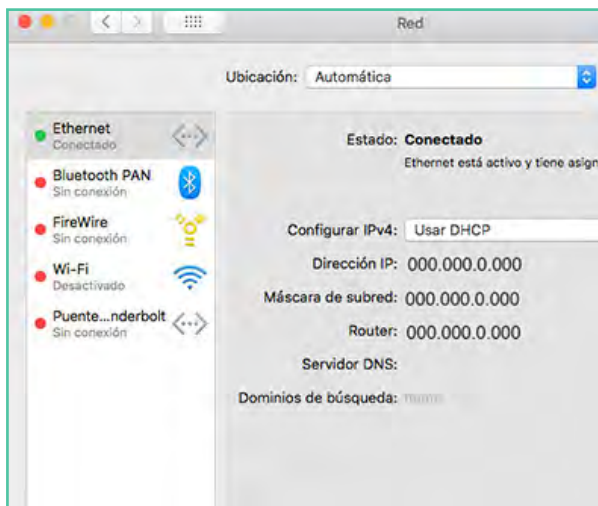 Red
Ubicación: Automática
Ethernet
Conectado
Bluetooth PAN
Sin conexión
FireWire
Sin conexión
Wi-Fi
Desactivado
Puente...nderbolt
Sin conexión
Estado: Conectado
Ethernet está activo y tiene asign
Configurar IPv4: Usar DHCP
Dirección IP: 000.000.0.000
Máscara de subred: 000.000.0.000
Router: 000.000.0.000
Servidor DNS:
Dominios de búsqueda: